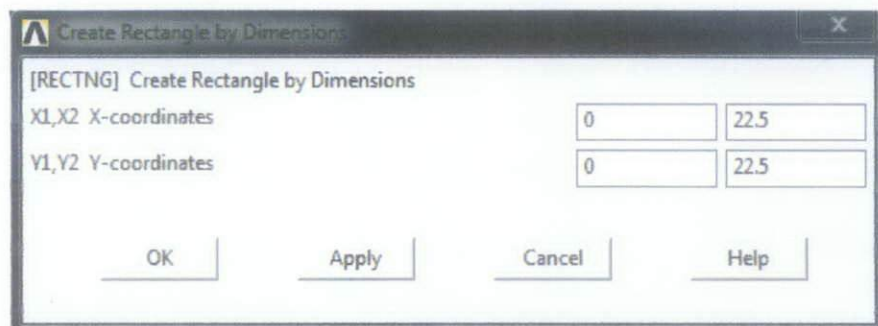 Create Rectangle by Dimensions
[RECTNG] Create Rectangle by Dimensions
X1,X2 X-coordinates 0 22.5
Y1,Y2 Y-coordinates 0 22.5
OK Apply Cancel Help